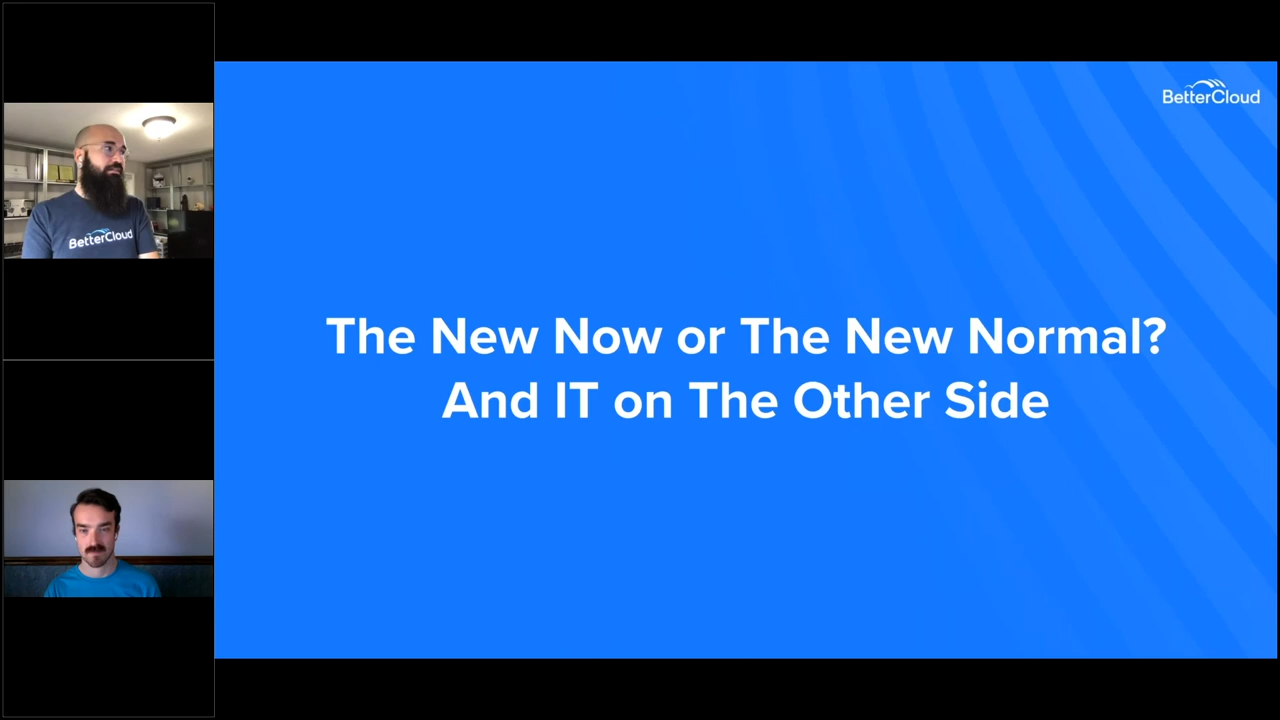 BetterCloud
BetterCloud
The New Now or The New Normal?
And IT on The Other Side